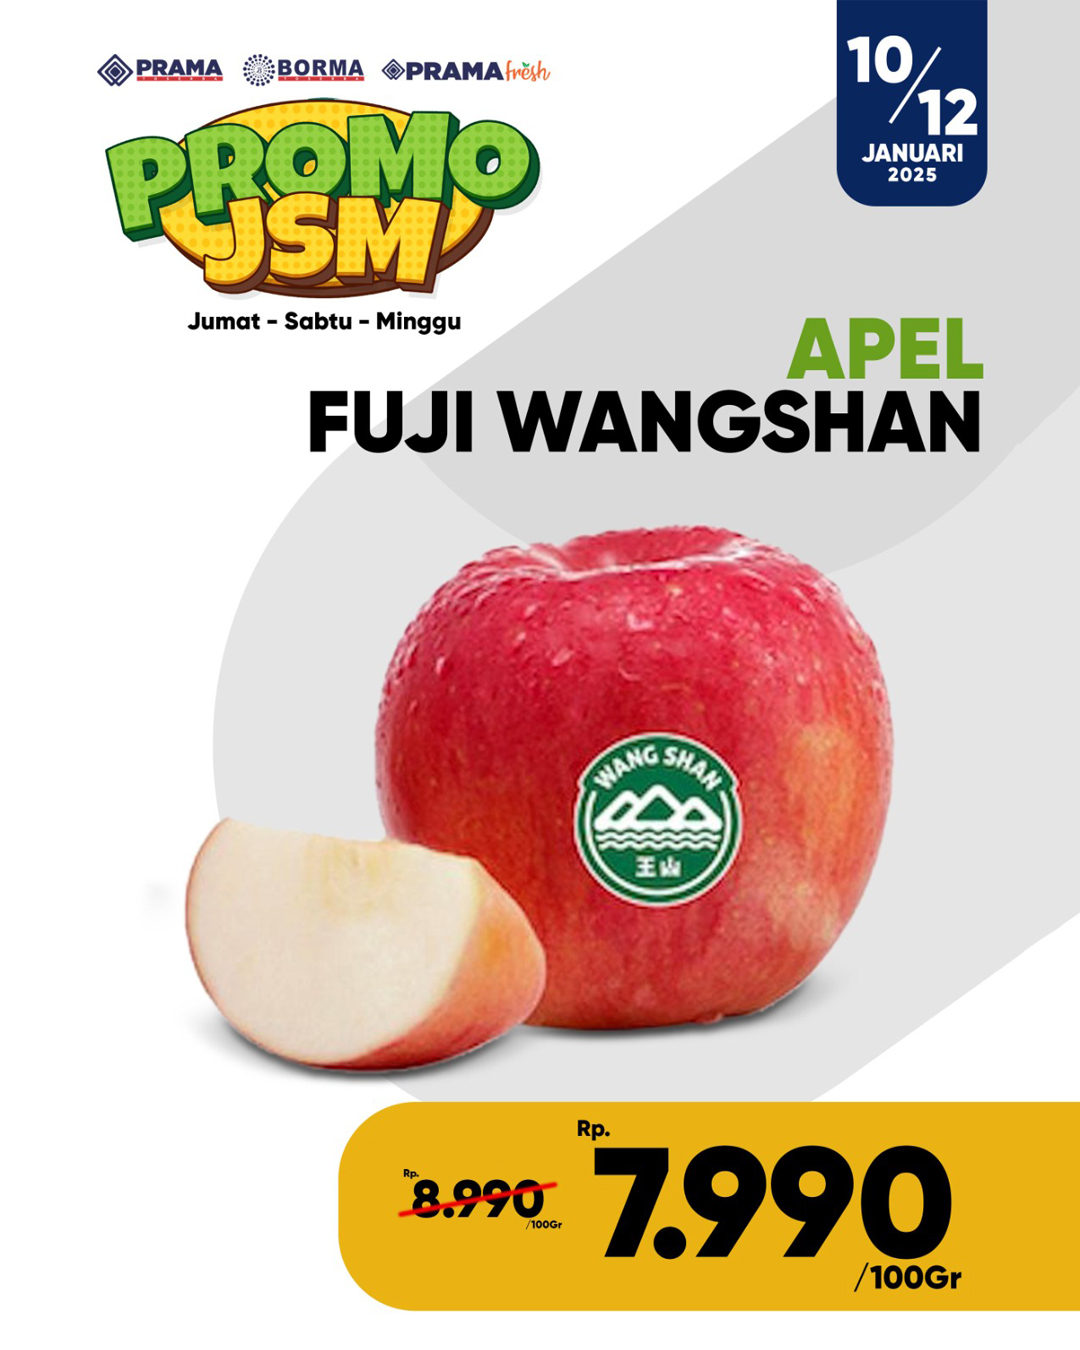 PRAMA BORMA PRAMA fresh
PROMO
JSM
Jumat - Sabtu - Minggu
10/12
JANUARI
2025
APEL
FUJI WANGSHAN
WANG SHAN
王山
Rp.
8.990
/100Gr
Rp.
7.990
/100Gr